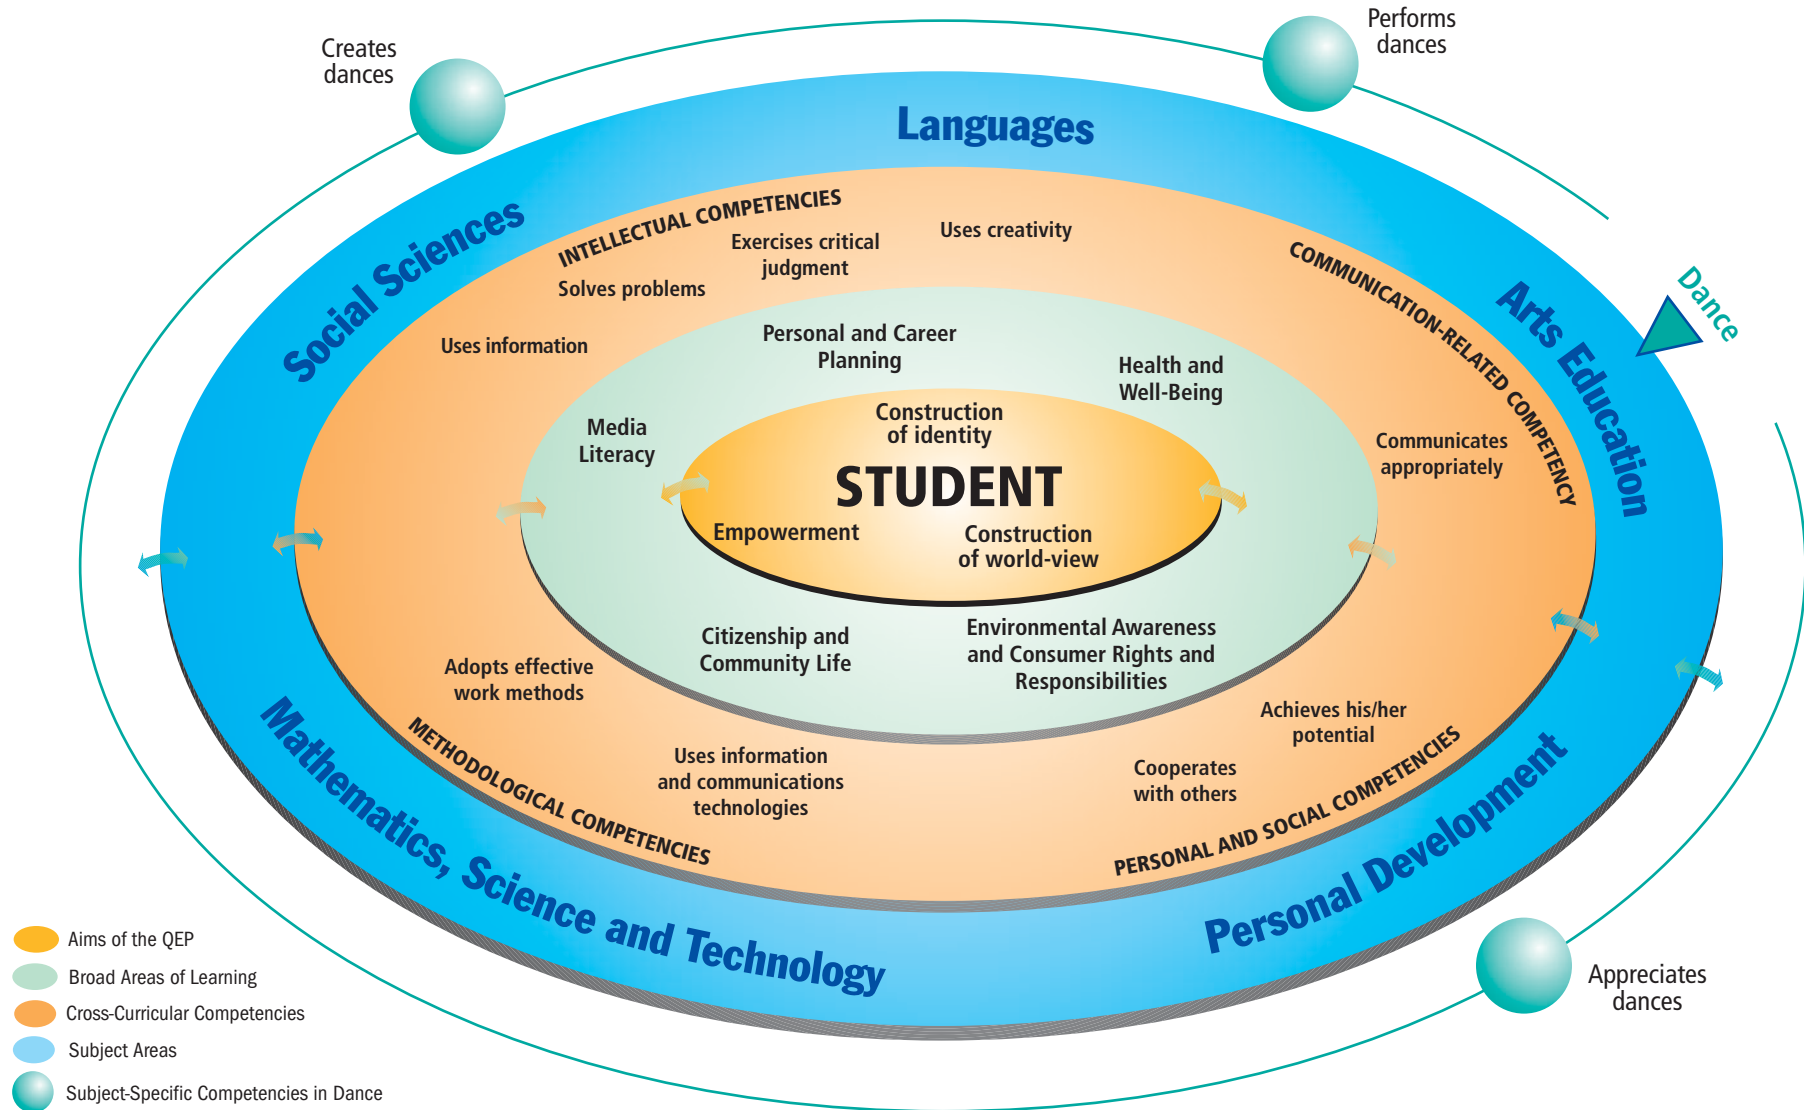 Creates
dances
Performs
dances
Languages
Social Sciences
Arts Education
Dance
INTELLECTUAL COMPETENCIES
Exercises critical
judgment
Uses creativity
Solves problems
Uses information
COMMUNICATION-RELATED COMPETENCY
Communicates
appropriately
Personal and Career
Planning
Health and
Well-Being
Media
Literacy
Construction
of identity
STUDENT
Empowerment
Construction
of world-view
Citizenship and
Community Life
Environmental Awareness
and Consumer Rights and
Responsibilities
Adopts effective
work methods
Uses information
and communications
technologies
METHODOLOGICAL COMPETENCIES
Achieves his/her
potential
Cooperates
with others
PERSONAL AND SOCIAL COMPETENCIES
Mathematics, Science and Technology
Personal Development
Appreciates
dances
Aims of the QEP
Broad Areas of Learning
Cross-Curricular Competencies
Subject Areas
Subject-Specific Competencies in Dance